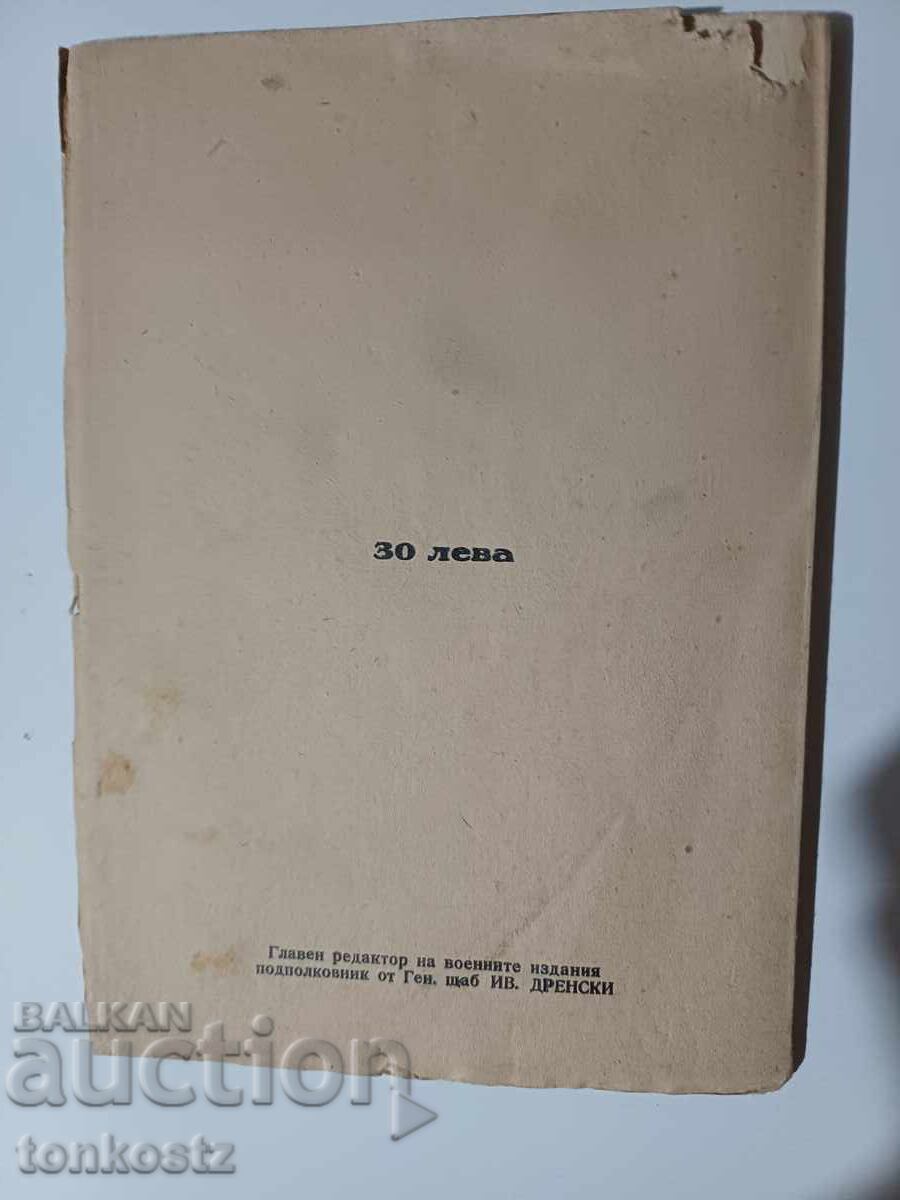 30 лева
Главен редактор на военните издания
подполковник от Ген. щаб ИВ. ДРЕНСКИ
BALKAN
auction
tonkostz